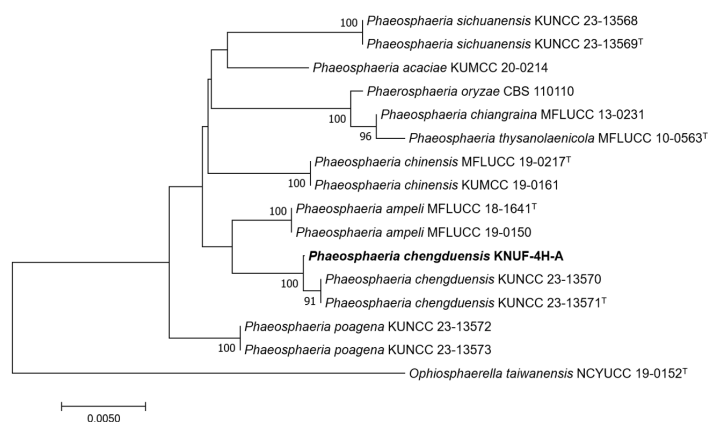 100
Phaeosphaeria sichuanensis KUNCC 23-13568
Phaeosphaeria sichuanensis KUNCC 23-13569ᵀ
Phaeosphaeria acaciae KUMCC 20-0214
Phaerosphaeria oryzae CBS 110110
100
Phaeosphaeria chiangraina MFLUCC 13-0231
96
Phaeosphaeria thysanolaenicola MFLUCC 10-0563ᵀ
Phaeosphaeria chinensis MFLUCC 19-0217ᵀ
100
Phaeosphaeria chinensis KUMCC 19-0161
100
Phaeosphaeria ampeli MFLUCC 18-1641ᵀ
Phaeosphaeria ampeli MFLUCC 19-0150
Phaeosphaeria chengduensis KNUF-4H-A
100
Phaeosphaeria chengduensis KUNCC 23-13570
91
Phaeosphaeria chengduensis KUNCC 23-13571ᵀ
Phaeosphaeria poagena KUNCC 23-13572
100
Phaeosphaeria poagena KUNCC 23-13573
Ophiosphaerella taiwanensis NCYUCC 19-0152ᵀ
0.0050